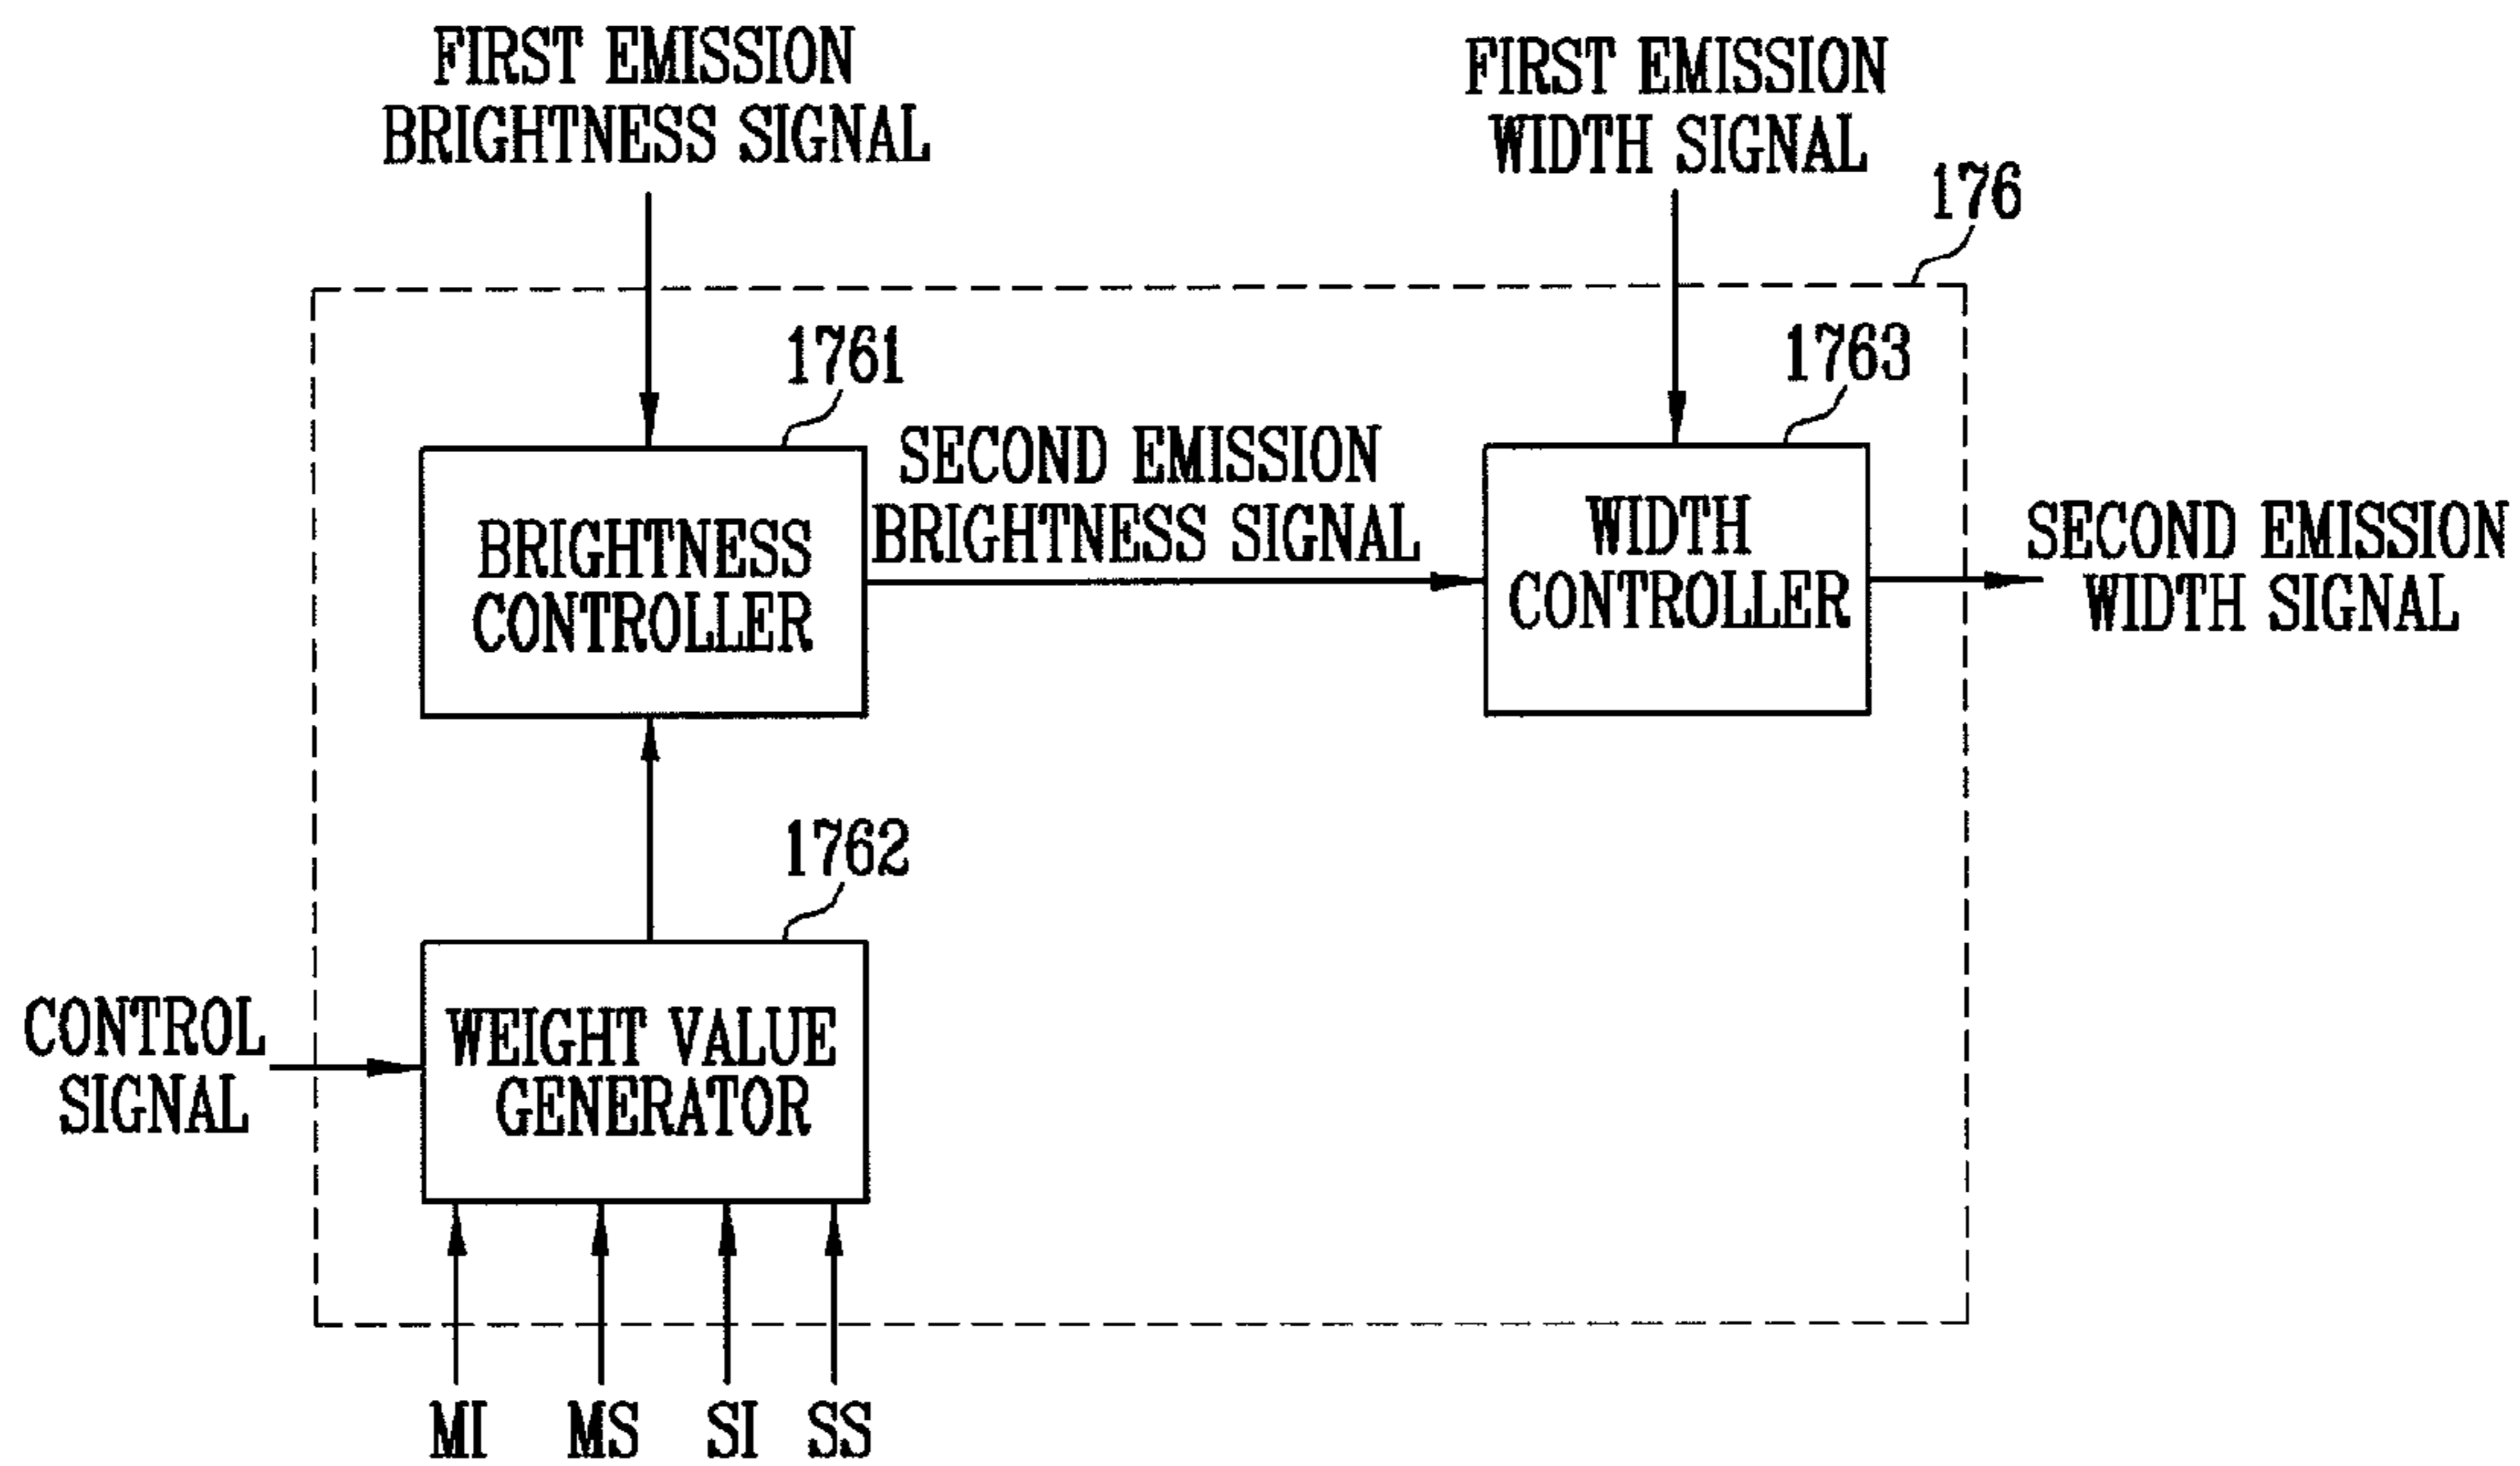 FIRST EMISSION
BRIGHTNESS SIGNAL
FIRST EMISSION
WIDTH SIGNAL
176
1761
1763
SECOND EMISSION
BRIGHTNESS SIGNAL
BRIGHTNESS
CONTROLLER
WIDTH
CONTROLLER
SECOND EMISSION
WIDTH SIGNAL
1762
CONTROL
SIGNAL
WEIGHT VALUE
GENERATOR
MI
MS
SI
SS